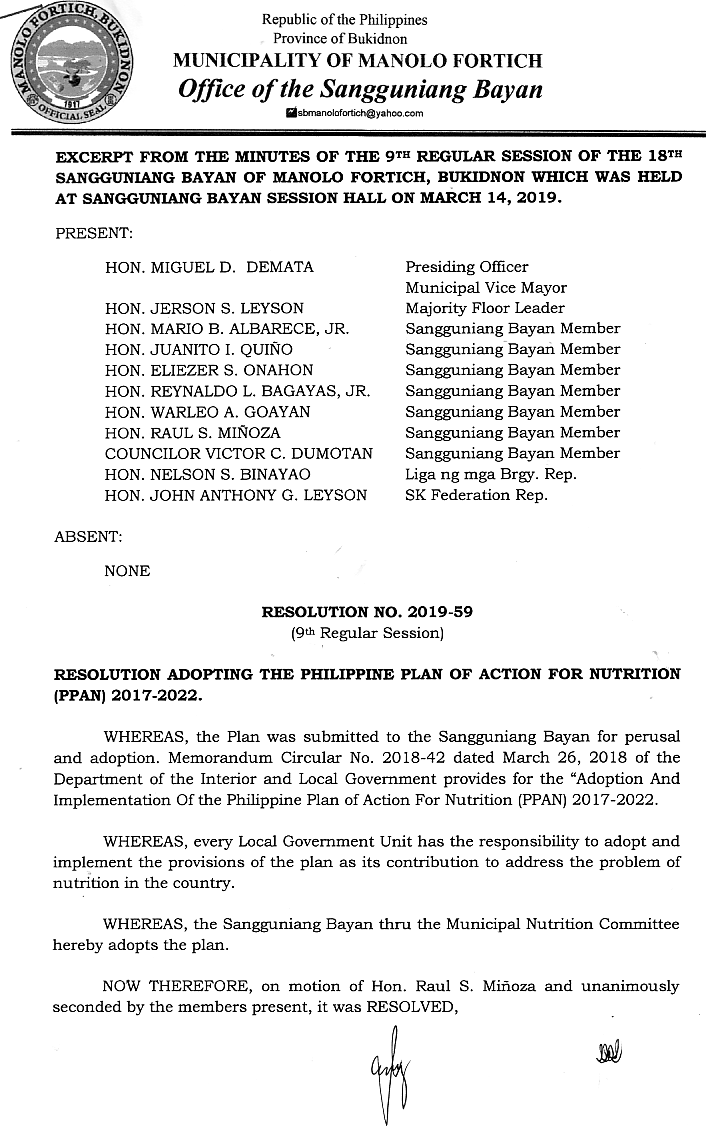 MANOLO FORTICH, BUKIDNON
1917
OFFICIAL SEAL
Republic of the Philippines
Province of Bukidnon
MUNICIPALITY OF MANOLO FORTICH
Office of the Sangguniang Bayan
sbmanolofortich@yahoo.com
EXCERPT FROM THE MINUTES OF THE 9TH REGULAR SESSION OF THE 18TH
SANGGUNIANG BAYAN OF MANOLO FORTICH, BUKIDNON WHICH WAS HELD
AT SANGGUNIANG BAYAN SESSION HALL ON MARCH 14, 2019.
PRESENT:
HON. MIGUEL D. DEMATA Presiding Officer
Municipal Vice Mayor
HON. JERSON S. LEYSON Majority Floor Leader
HON. MARIO B. ALBARECE, JR. Sangguniang Bayan Member
HON. JUANITO I. QUIÑO Sangguniang Bayan Member
HON. ELIEZER S. ONAHON Sangguniang Bayan Member
HON. REYNALDO L. BAGAYAS, JR. Sangguniang Bayan Member
HON. WARLEO A. GOAYAN Sangguniang Bayan Member
HON. RAUL S. MIÑOZA Sangguniang Bayan Member
COUNCILOR VICTOR C. DUMOTAN Sangguniang Bayan Member
HON. NELSON S. BINAYAO Liga ng mga Brgy. Rep.
HON. JOHN ANTHONY G. LEYSON SK Federation Rep.
ABSENT:
NONE
RESOLUTION NO. 2019-59
(9th Regular Session)
RESOLUTION ADOPTING THE PHILIPPINE PLAN OF ACTION FOR NUTRITION
(PPAN) 2017-2022.
WHEREAS, the Plan was submitted to the Sangguniang Bayan for perusal
and adoption. Memorandum Circular No. 2018-42 dated March 26, 2018 of the
Department of the Interior and Local Government provides for the “Adoption And
Implementation Of the Philippine Plan of Action For Nutrition (PPAN) 2017-2022.
WHEREAS, every Local Government Unit has the responsibility to adopt and
implement the provisions of the plan as its contribution to address the problem of
nutrition in the country.
WHEREAS, the Sangguniang Bayan thru the Municipal Nutrition Committee
hereby adopts the plan.
NOW THEREFORE, on motion of Hon. Raul S. Miñoza and unanimously
seconded by the members present, it was RESOLVED,